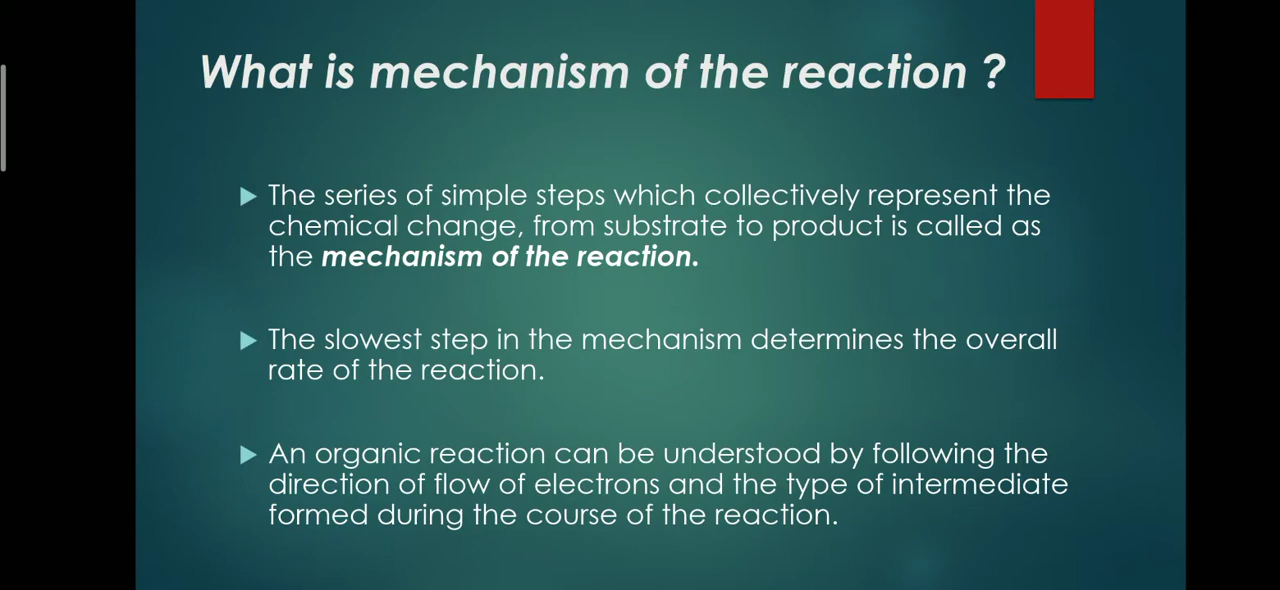 What is mechanism of the reaction ?
The series of simple steps which collectively represent the
chemical change, from substrate to product is called as
the mechanism of the reaction.
The slowest step in the mechanism determines the overall
rate of the reaction.
An organic reaction can be understood by following the
direction of flow of electrons and the type of intermediate
formed during the course of the reaction.